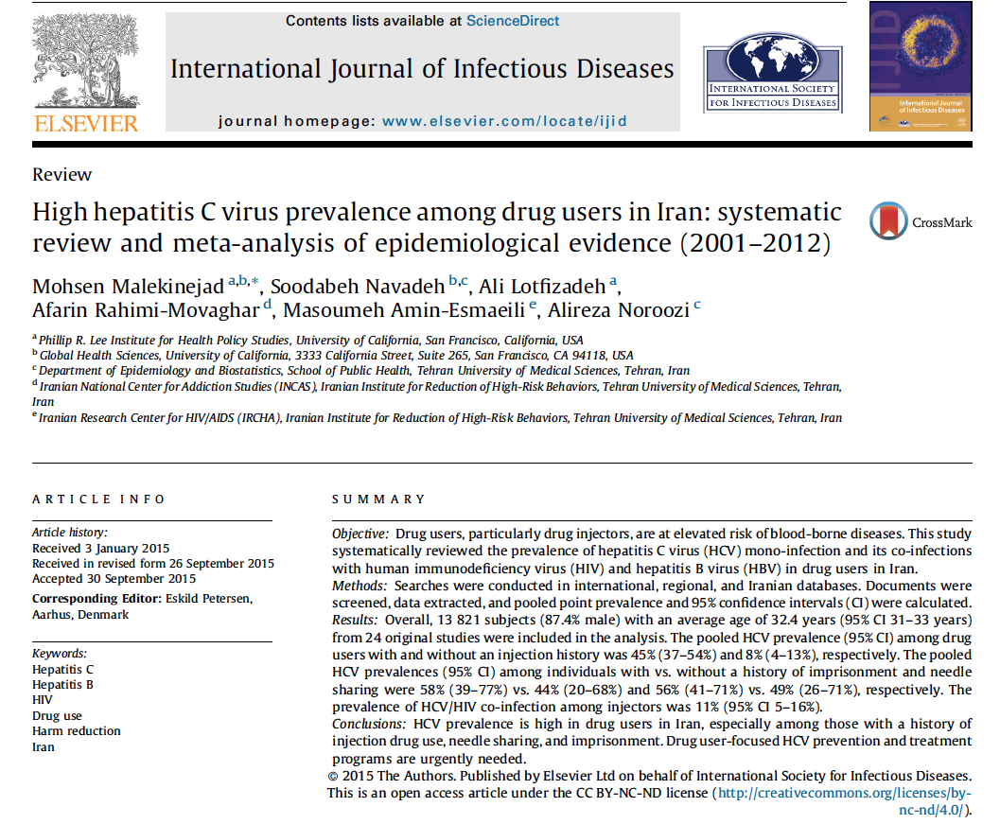 Contents lists available at ScienceDirect
International Journal of Infectious Diseases
journal homepage: www.elsevier.com/locate/ijid
ELSEVIER
INTERNATIONAL SOCIETY
FOR INFECTIOUS DISEASES
IJID
International Journal
of Infectious Diseases
Review
High hepatitis C virus prevalence among drug users in Iran: systematic
review and meta-analysis of epidemiological evidence (2001–2012)
CrossMark
Mohsen Malekinejad a,b,*, Soodabeh Navadeh b,c, Ali Lotfizadeh a,
Afarin Rahimi-Movaghar d, Masoumeh Amin-Esmaeili e, Alireza Noroozi c
a Phillip R. Lee Institute for Health Policy Studies, University of California, San Francisco, California, USA
b Global Health Sciences, University of California, 3333 California Street, Suite 265, San Francisco, CA 94118, USA
c Department of Epidemiology and Biostatistics, School of Public Health, Tehran University of Medical Sciences, Tehran, Iran
d Iranian National Center for Addiction Studies (INCAS), Iranian Institute for Reduction of High-Risk Behaviors, Tehran University of Medical Sciences, Tehran,
Iran
e Iranian Research Center for HIV/AIDS (IRCHA), Iranian Institute for Reduction of High-Risk Behaviors, Tehran University of Medical Sciences, Tehran, Iran
ARTICLE INFO
Article history:
Received 3 January 2015
Received in revised form 26 September 2015
Accepted 30 September 2015
Corresponding Editor: Eskild Petersen,
Aarhus, Denmark
Keywords:
Hepatitis C
Hepatitis B
HIV
Drug use
Harm reduction
Iran
SUMMARY
Objective: Drug users, particularly drug injectors, are at elevated risk of blood-borne diseases. This study
systematically reviewed the prevalence of hepatitis C virus (HCV) mono-infection and its co-infections
with human immunodeficiency virus (HIV) and hepatitis B virus (HBV) in drug users in Iran.
Methods: Searches were conducted in international, regional, and Iranian databases. Documents were
screened, data extracted, and pooled point prevalence and 95% confidence intervals (CI) were calculated.
Results: Overall, 13 821 subjects (87.4% male) with an average age of 32.4 years (95% CI 31–33 years)
from 24 original studies were included in the analysis. The pooled HCV prevalence (95% CI) among drug
users with and without an injection history was 45% (37–54%) and 8% (4–13%), respectively. The pooled
HCV prevalences (95% CI) among individuals with vs. without a history of imprisonment and needle
sharing were 58% (39–77%) vs. 44% (20–68%) and 56% (41–71%) vs. 49% (26–71%), respectively. The
prevalence of HCV/HIV co-infection among injectors was 11% (95% CI 5–16%).
Conclusions: HCV prevalence is high in drug users in Iran, especially among those with a history of
injection drug use, needle sharing, and imprisonment. Drug user-focused HCV prevention and treatment
programs are urgently needed.
© 2015 The Authors. Published by Elsevier Ltd on behalf of International Society for Infectious Diseases.
This is an open access article under the CC BY-NC-ND license (http://creativecommons.org/licenses/by-
nc-nd/4.0/).